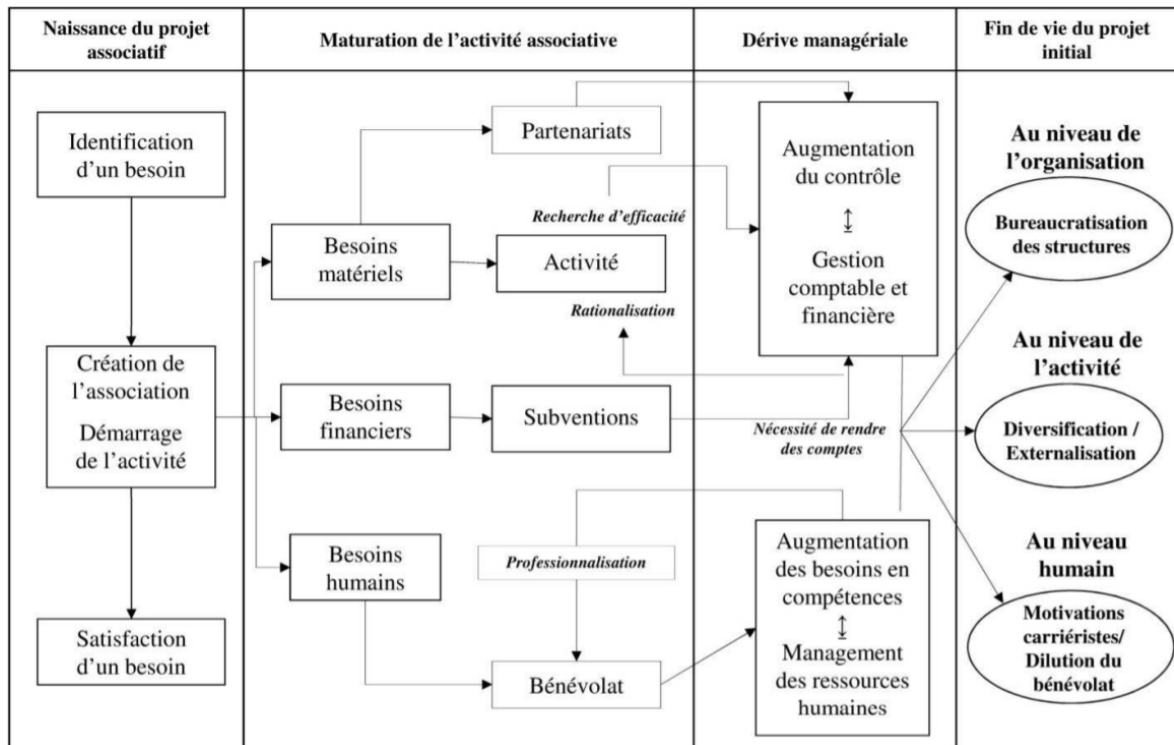 Naissance du projet
associatif
Maturation de l’activité associative
Dérive managériale
Fin de vie du projet
initial
Identification
d’un besoin
Création de
l’association
Démarrage
de l’activité
Satisfaction
d’un besoin
Partenariats
Recherche d’efficacité
Besoins
matériels
Activité
Rationalisation
Besoins
financiers
Subventions
Besoins
humains
Professionnalisation
Bénévolat
Augmentation
du contrôle
Gestion
comptable et
financière
Nécessité de rendre
des comptes
Augmentation
des besoins en
compétences
Management
des ressources
humaines
Au niveau de
l’organisation
Bureaucratisation
des structures
Au niveau de
l’activité
Diversification /
Externalisation
Au niveau
humain
Motivations
carriéristes/
Dilution du
bénévolat